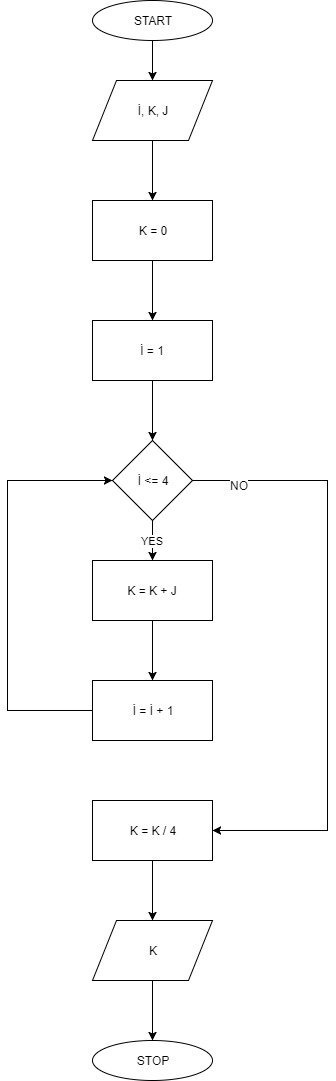 START
İ, K, J
K = 0
İ = 1
İ <= 4
NO
YES
K = K + J
İ = İ + 1
K = K / 4
K
STOP